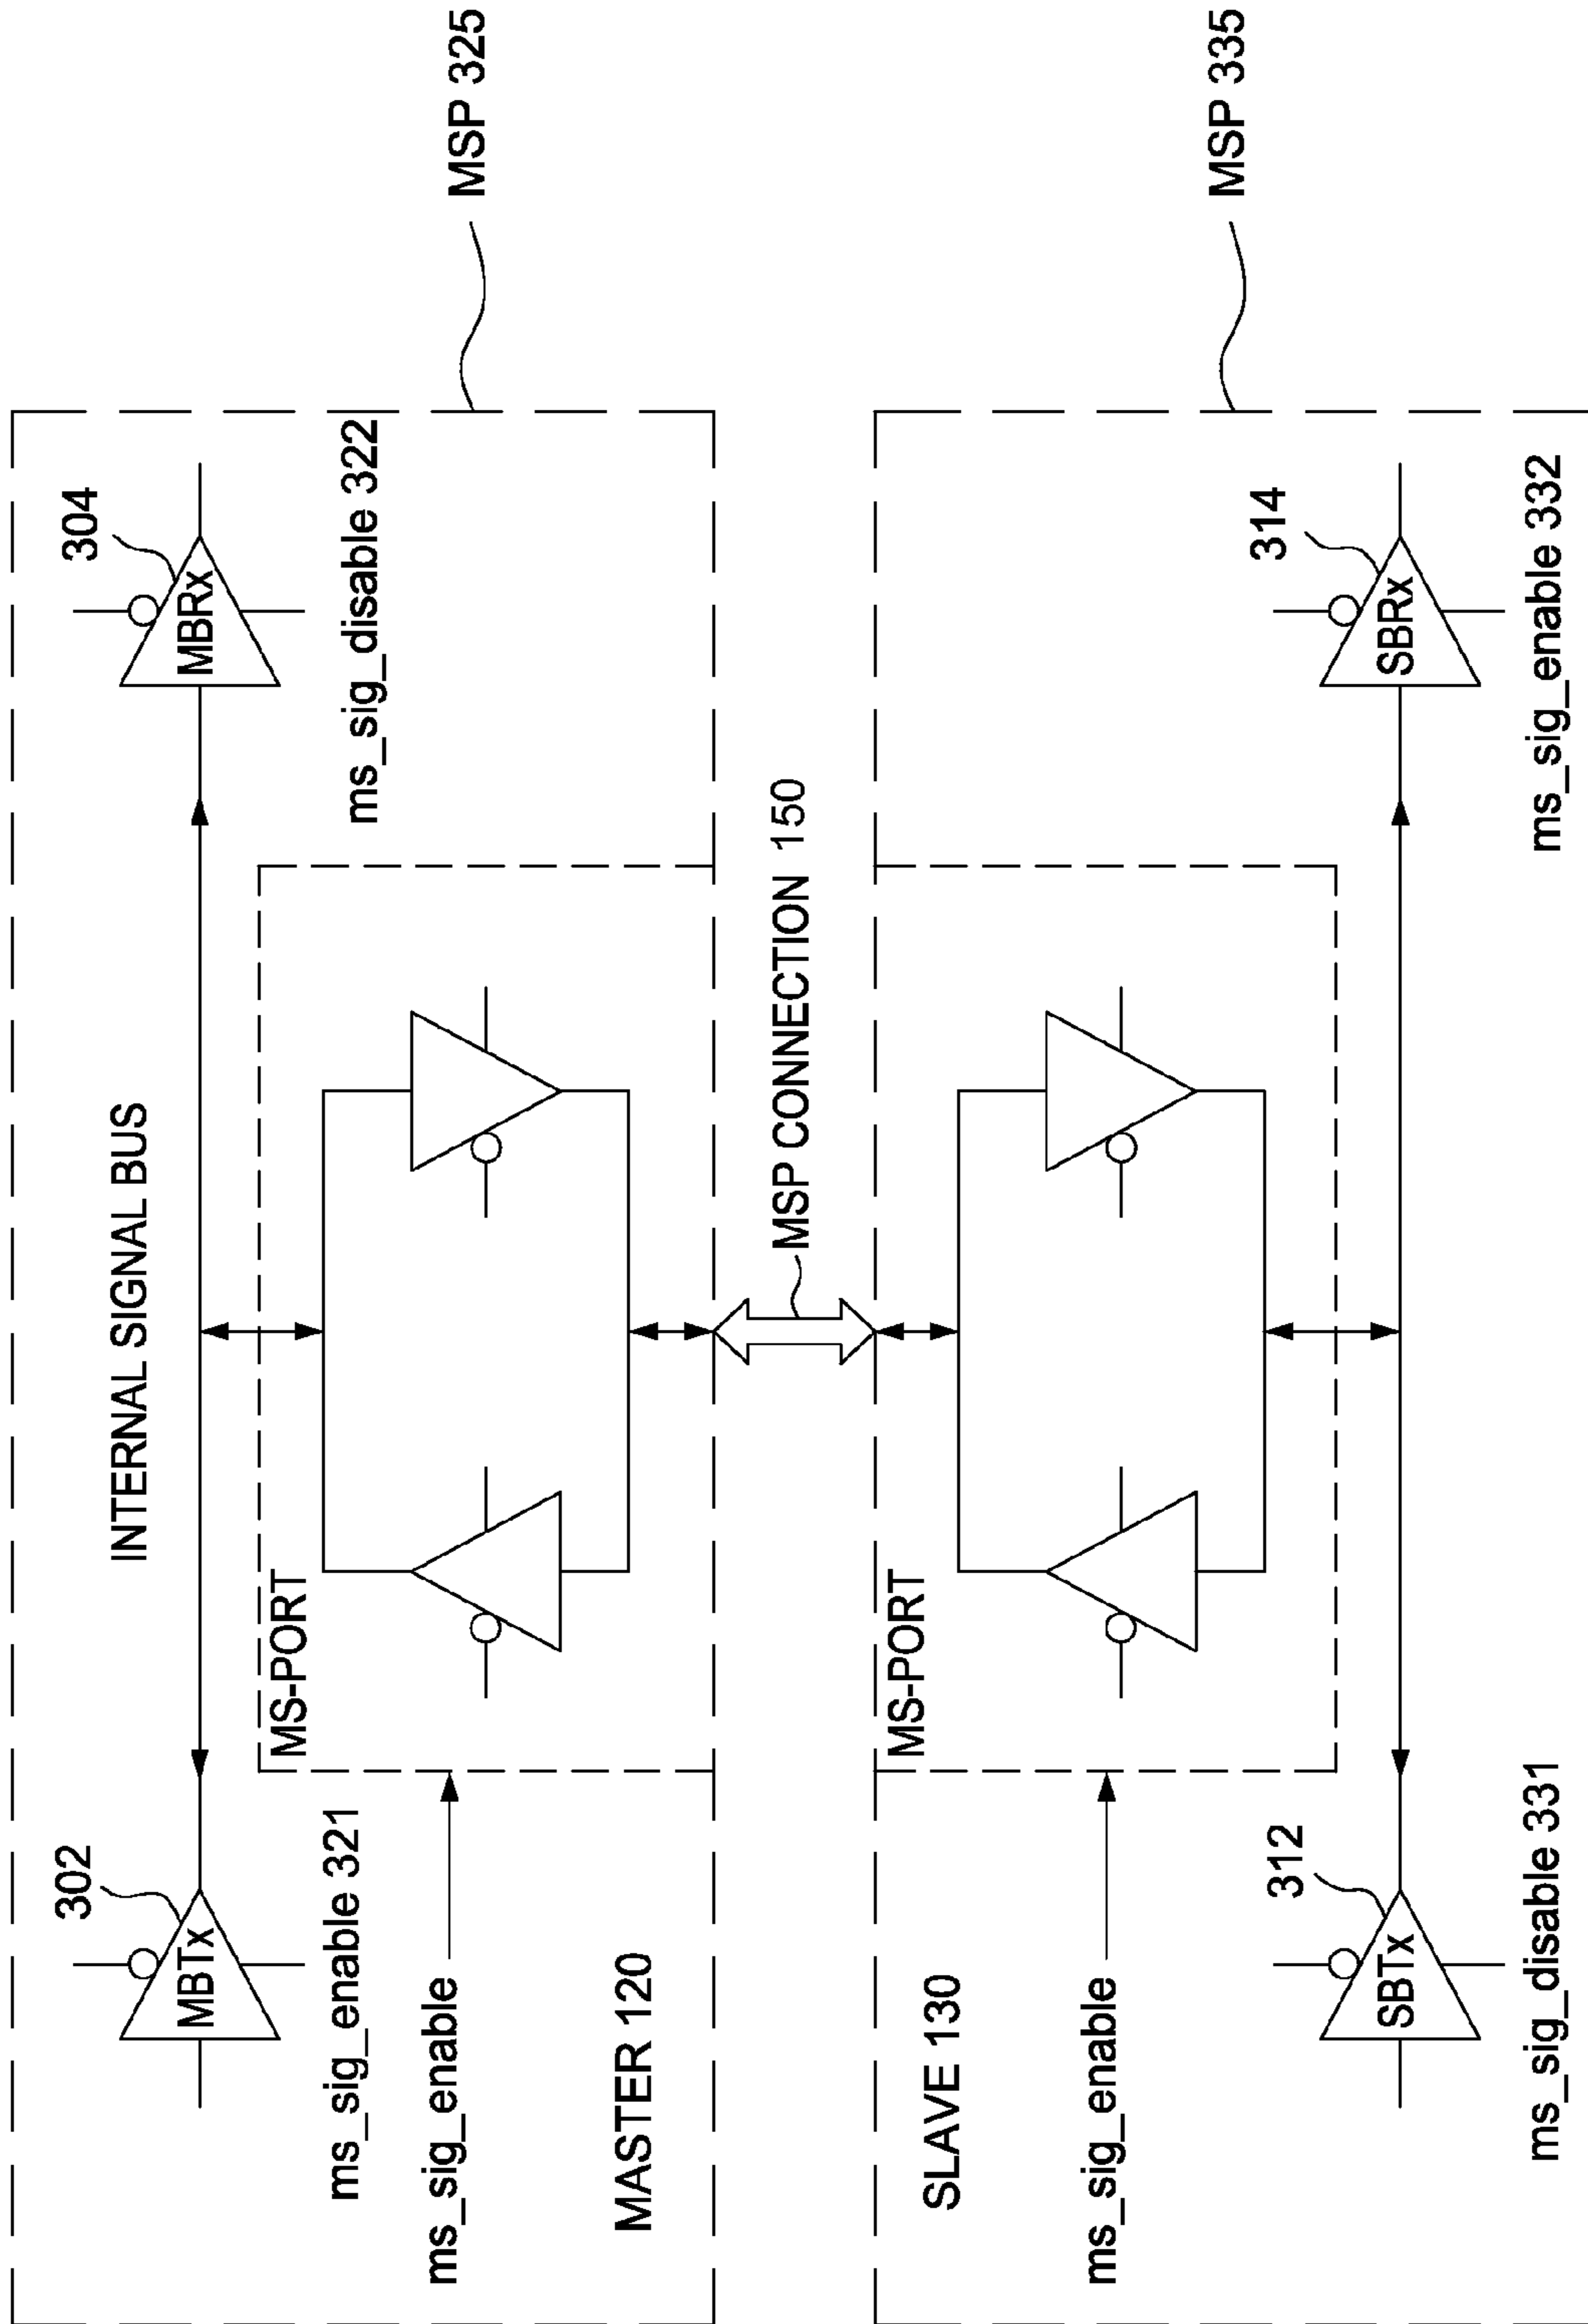 302
MBTx
ms_sig_enable 321
ms_sig_enable
MASTER 120
INTERNAL SIGNAL BUS
MS-PORT
304
MBRx
ms_sig_disable 322
MSP 325
MSP CONNECTION 150
SLAVE 130
ms_sig_enable
MS-PORT
312
SBTx
ms_sig_disable 331
314
SBRx
ms_sig_enable 332
MSP 335